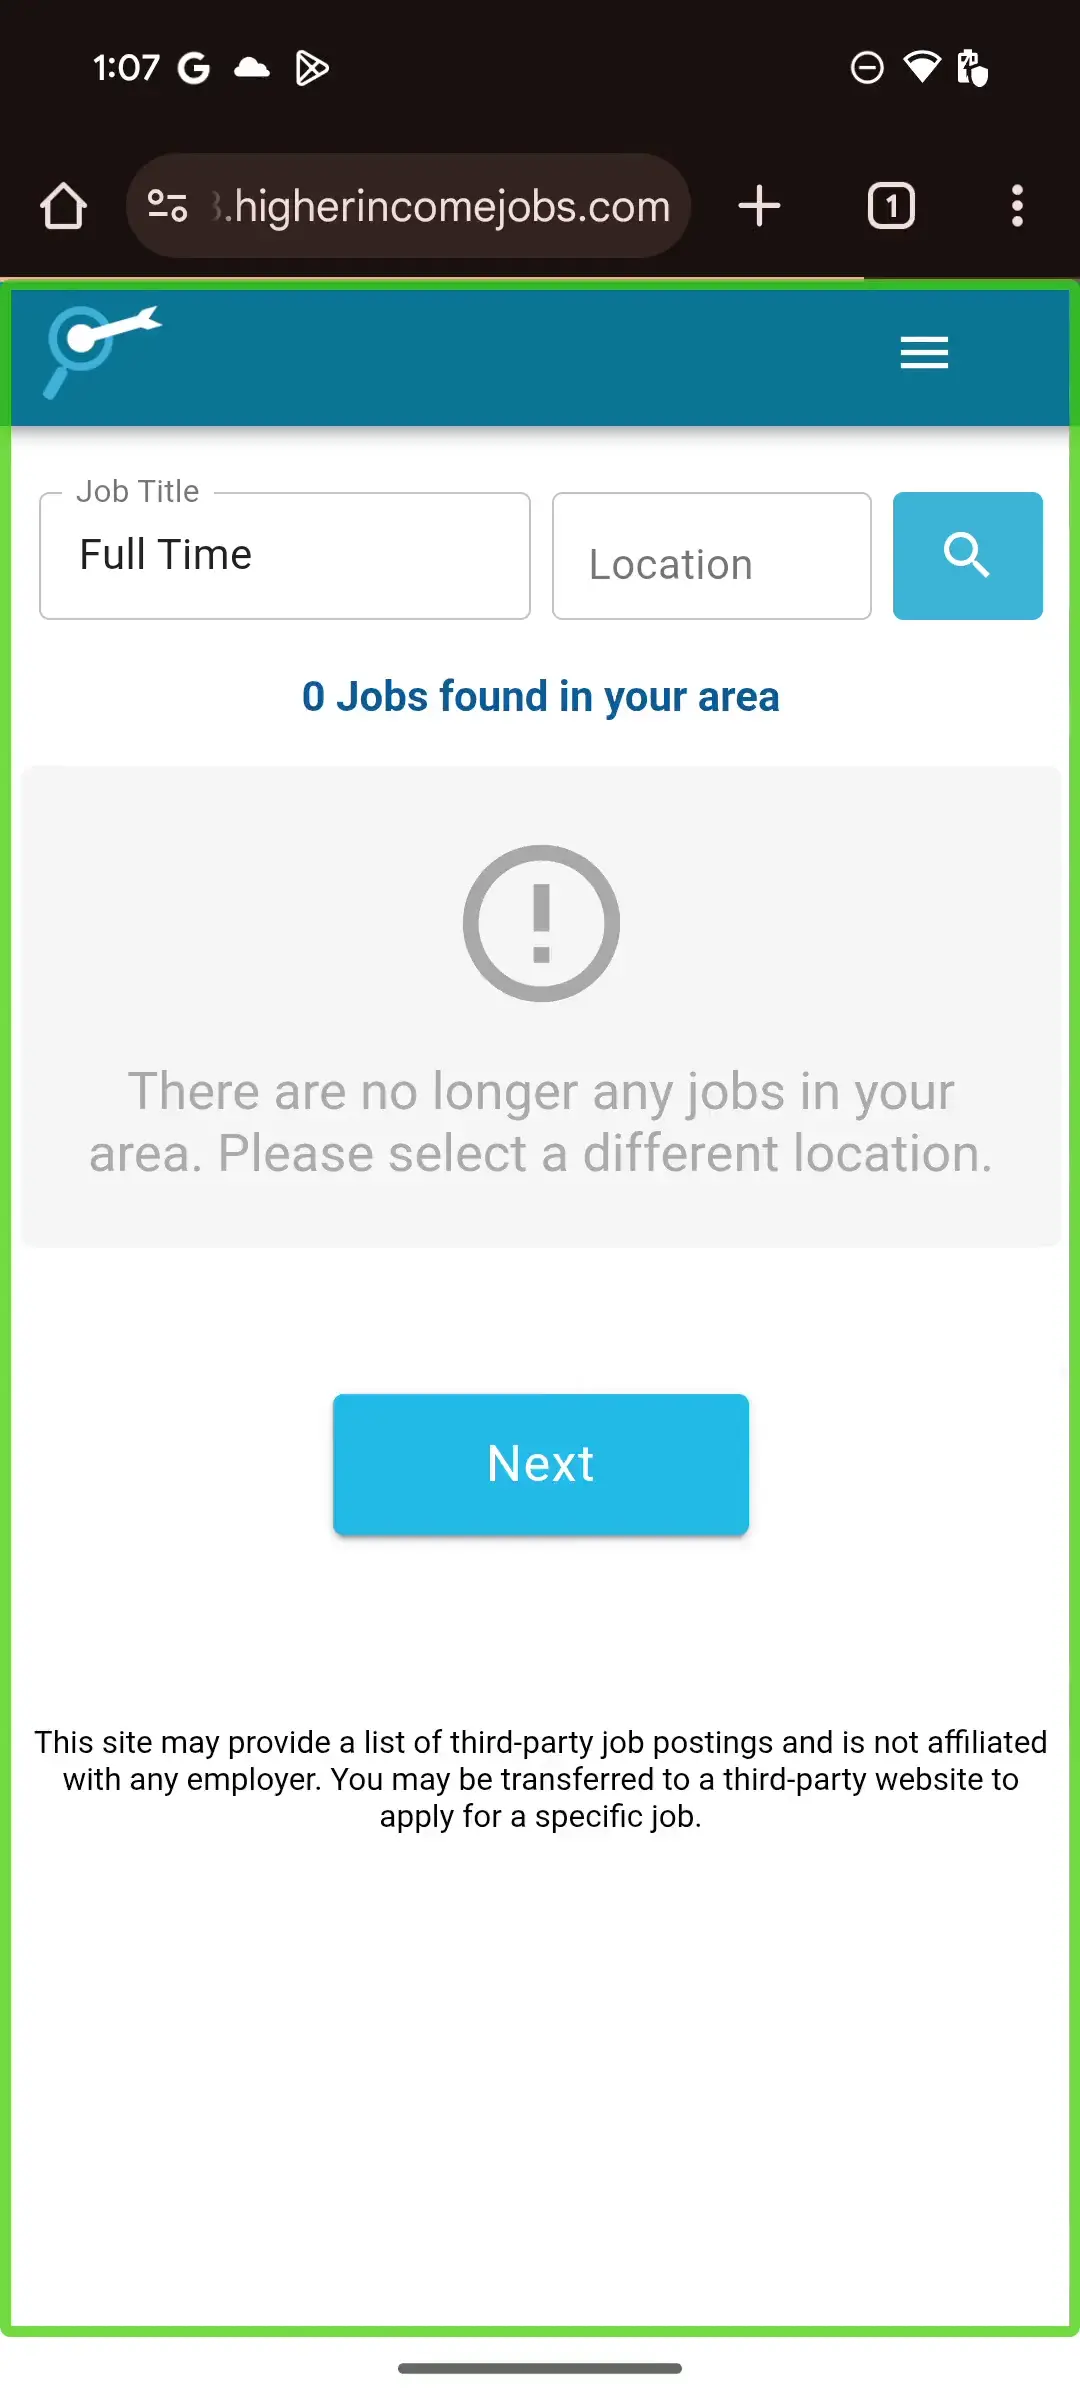 1:07
.higherincomejobs.com
1
Job Title
Full Time
Location
0 Jobs found in your area
There are no longer any jobs in your
area. Please select a different location.
Next
This site may provide a list of third-party job postings and is not affiliated
with any employer. You may be transferred to a third-party website to
apply for a specific job.